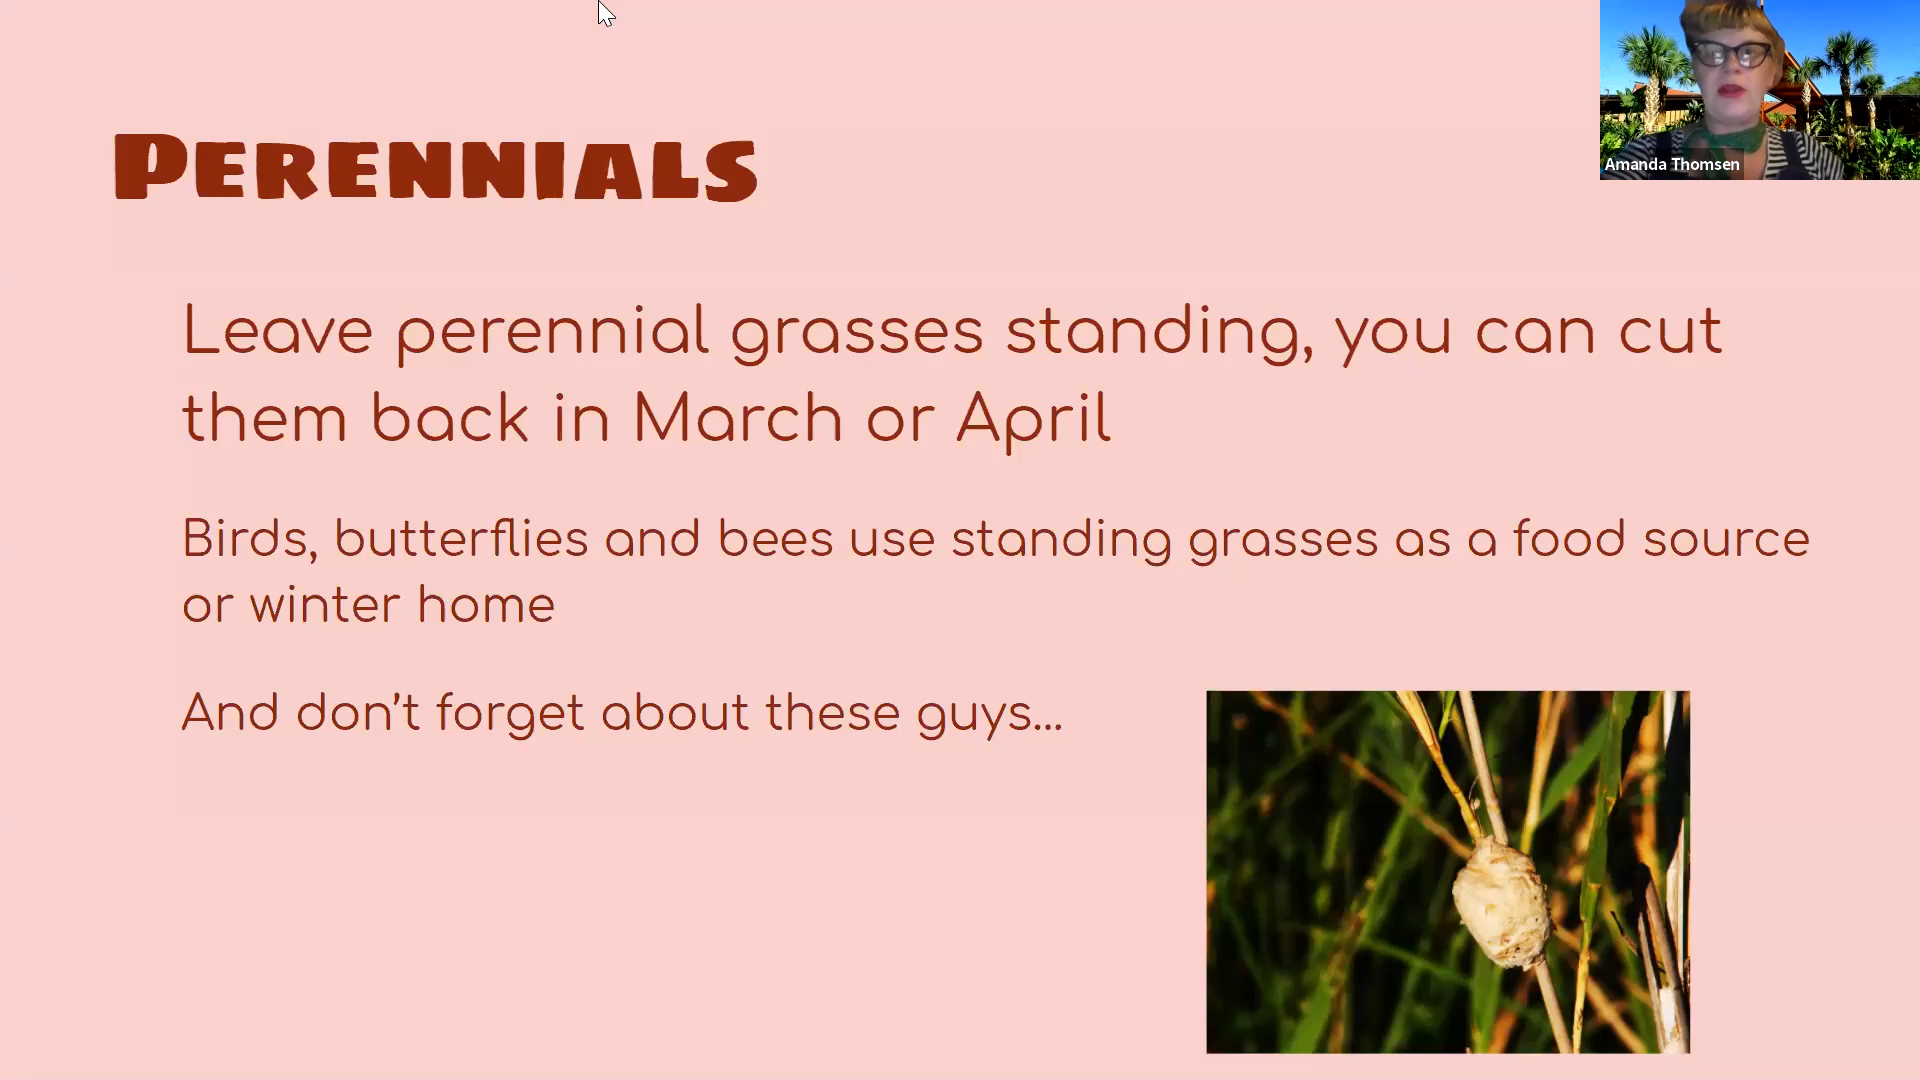 Perennials
Amanda Thomsen
Leave perennial grasses standing, you can cut
them back in March or April
Birds, butterflies and bees use standing grasses as a food source
or winter home
And don’t forget about these guys...